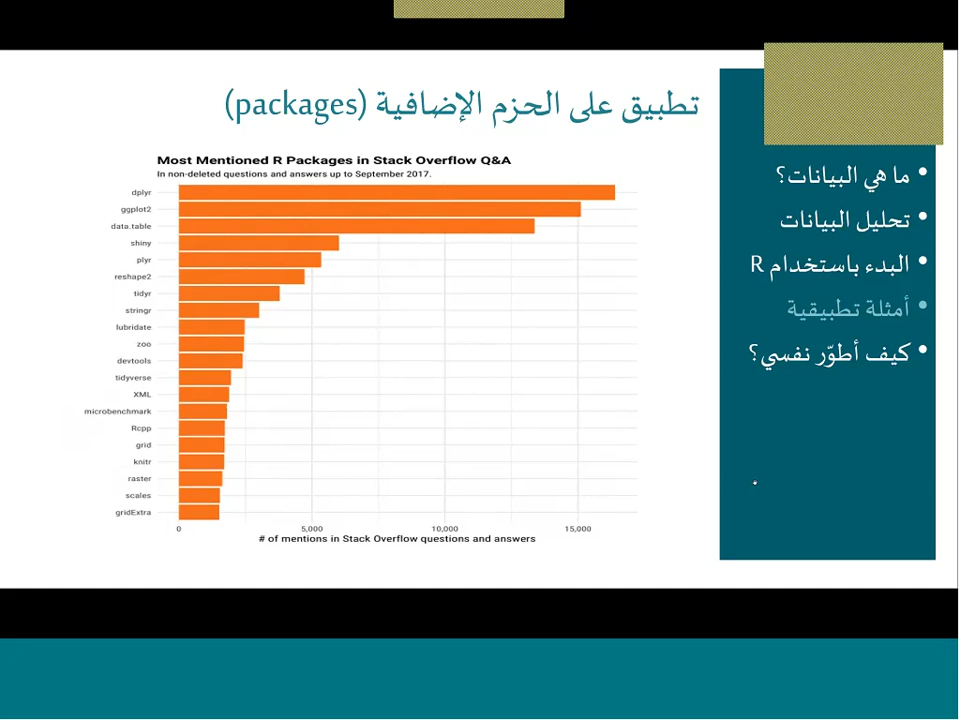 تطبيق على الحزم الإضافية (packages)
Most Mentioned R Packages in Stack Overflow Q&A
In non-deleted questions and answers up to September 2017.
dplyr
ggplot2
data.table
shiny
plyr
reshape2
tidyr
stringr
lubridate
zoo
devtools
tidyverse
XML
microbenchmark
Rcpp
grid
knitr
raster
scales
gridExtra
0 5,000 10,000 15,000
# of mentions in Stack Overflow questions and answers
• ما هي البيانات؟
• تحليل البيانات
• البدء باستخدام R
• أمثلة تطبيقية
• كيف أطوّر نفسي؟